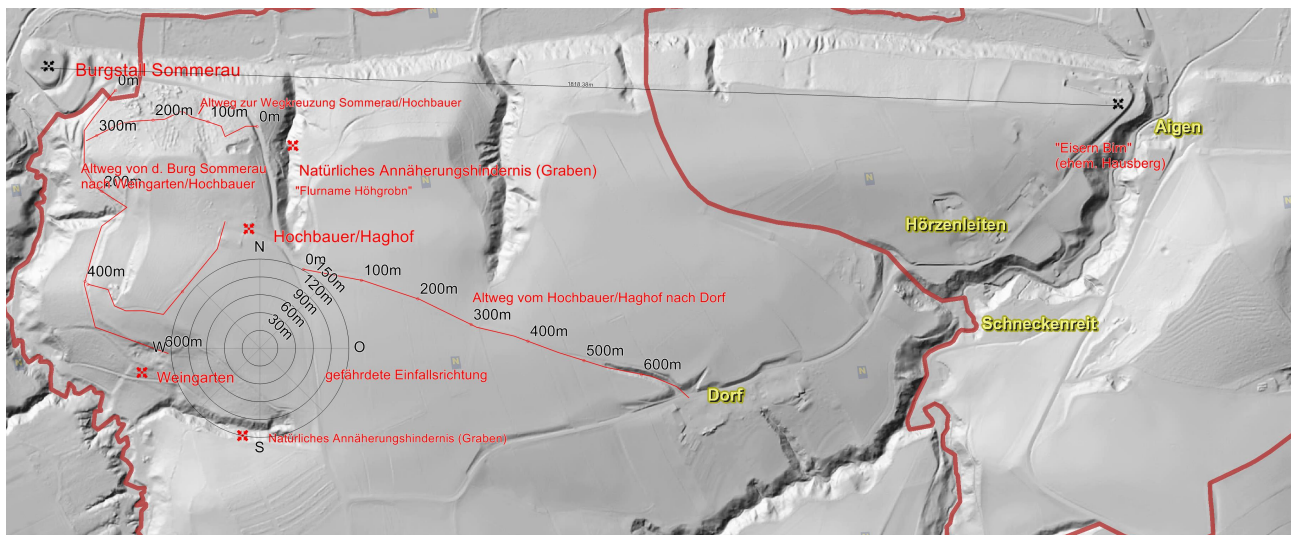 Burgstall Sommerau
1818.38m
0m
Altweg zur Wegkreuzung Sommerau/Hochbauer
200m
100m
0m
300m
Aigen
"Eisern Birn"
(ehem. Hausberg)
Altweg von d. Burg Sommerau
nach Weingarten/Hochbauer
200m
Natürliches Annäherungshindernis (Graben)
"Flurname Höhgrobn"
Hörzenleiten
Hochbauer/Haghof
N
0m
150m
120m
90m
60m
30m
100m
200m
300m
400m
500m
600m
400m
Altweg vom Hochbauer/Haghof nach Dorf
Schneckenreit
W
600m
O
Weingarten
gefährdete Einfallsrichtung
Dorf
Natürliches Annäherungshindernis (Graben)
S